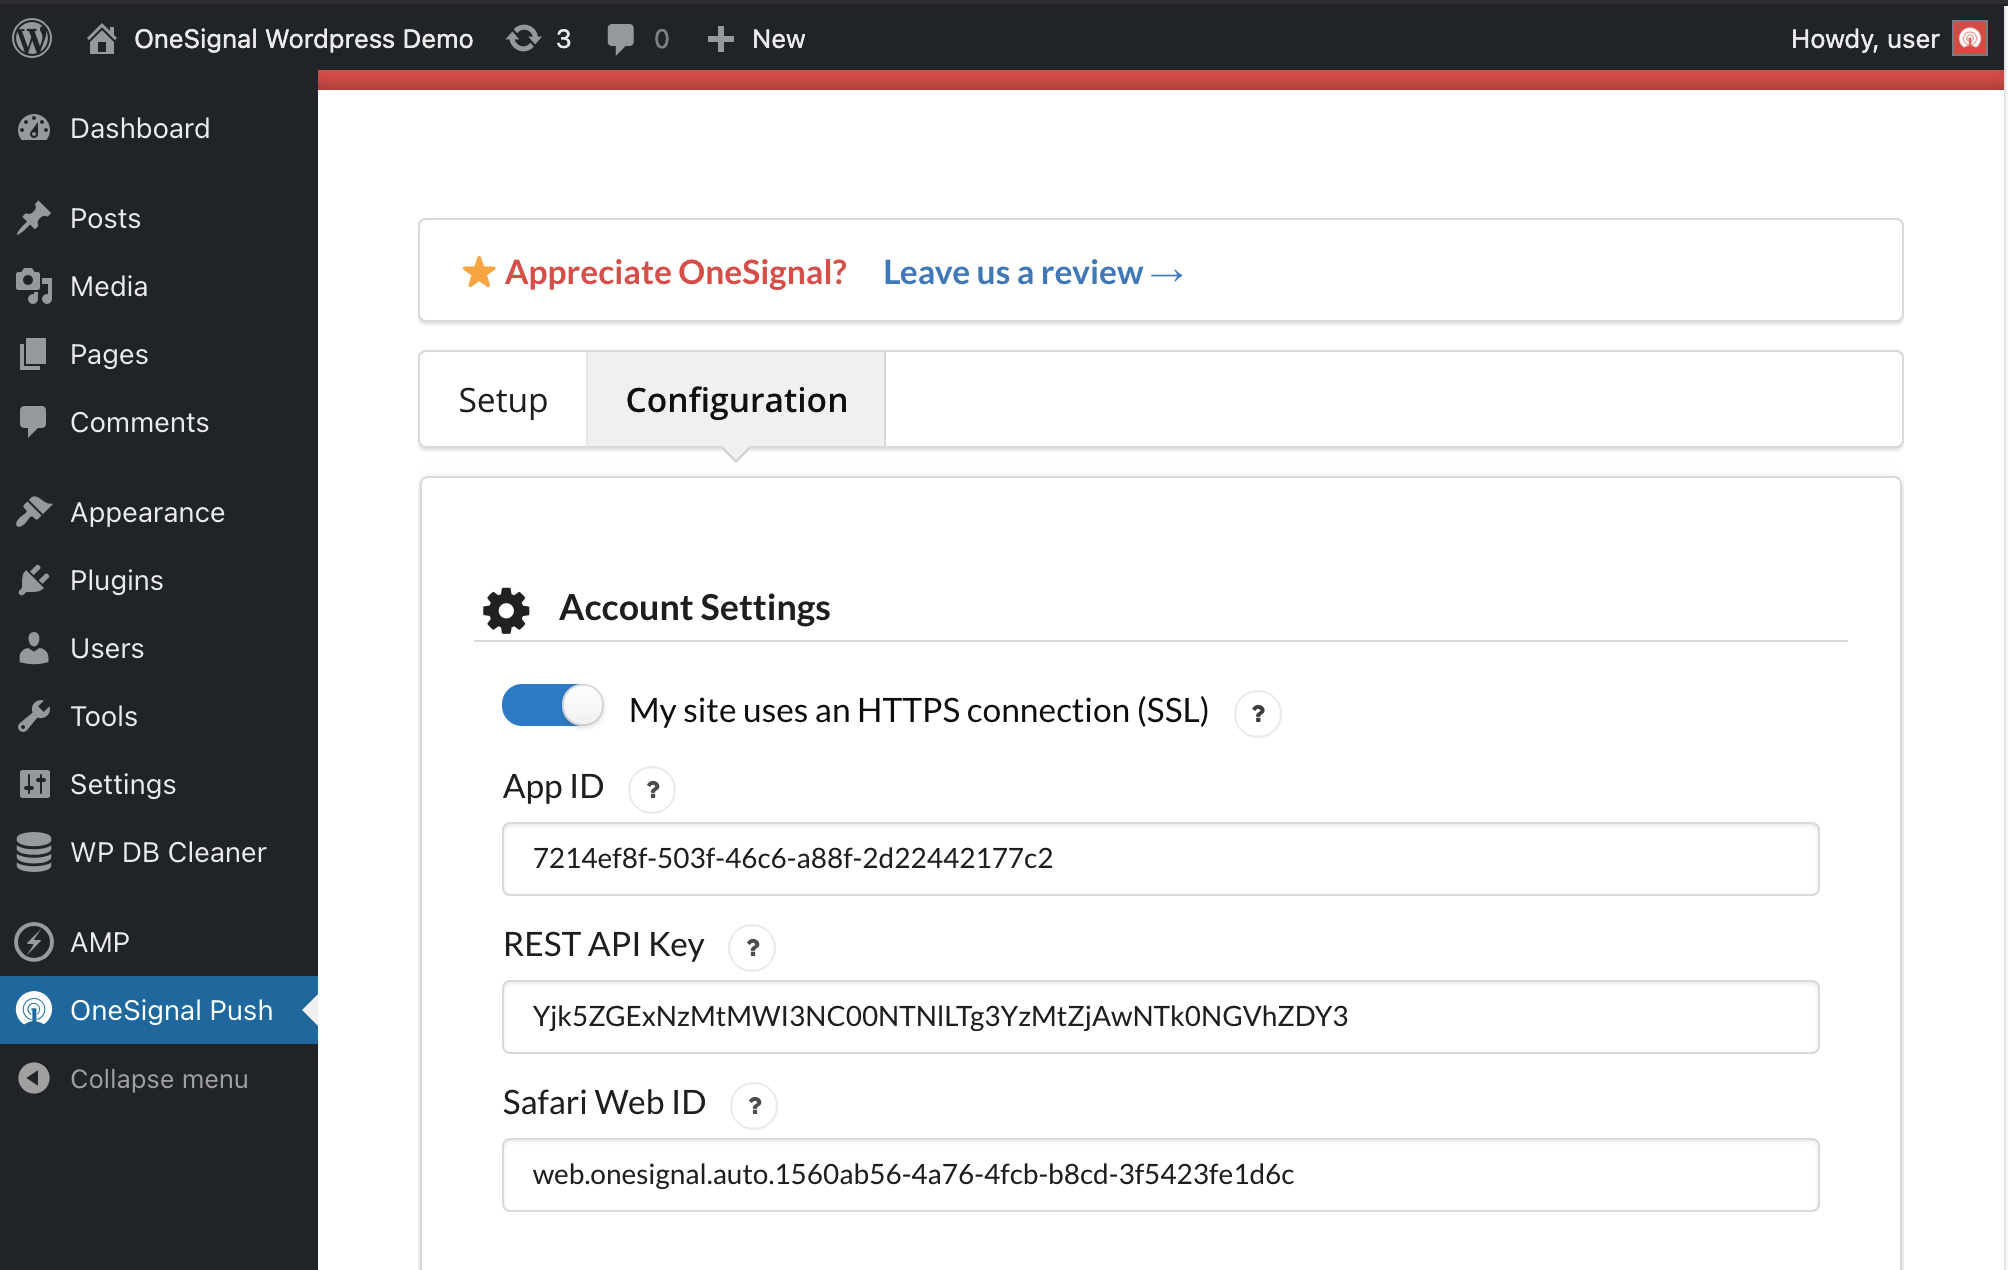 OneSignal Wordpress Demo 3 0 New Howdy, user
Dashboard
Posts
Media
Pages
Comments
Appearance
Plugins
Users
Tools
Settings
WP DB Cleaner
AMP
OneSignal Push
Collapse menu
Appreciate OneSignal? Leave us a review →
Setup Configuration
Account Settings
My site uses an HTTPS connection (SSL) ?
App ID ?
7214ef8f-503f-46c6-a88f-2d22442177c2
REST API Key ?
Yjk5ZGExNzMtMWI3NC00NTNlLTg3YzMtZjAwNTk0NGVhZDY3
Safari Web ID ?
web.onesignal.auto.1560ab56-4a76-4fcb-b8cd-3f5423fe1d6c